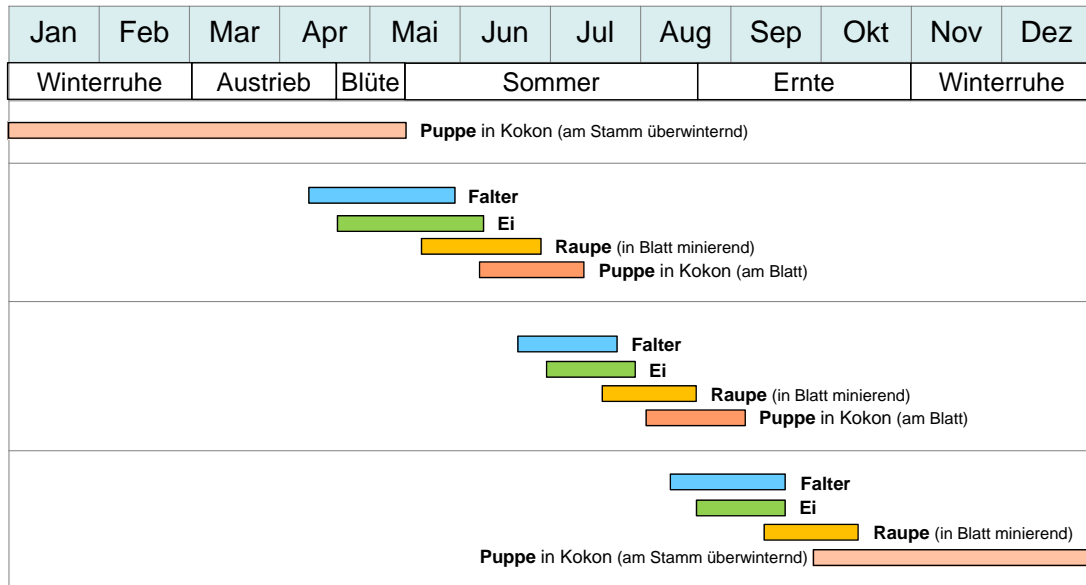 Jan Feb Mar Apr Mai Jun Jul Aug Sep Okt Nov Dez
Winterruhe Austrieb Blüte Sommer Ernte Winterruhe
Puppe in Kokon (am Stamm überwinternd)
Falter
Ei
Raupe (in Blatt minierend)
Puppe in Kokon (am Blatt)
Falter
Ei
Raupe (in Blatt minierend)
Puppe in Kokon (am Blatt)
Falter
Ei
Raupe (in Blatt minierend)
Puppe in Kokon (am Stamm überwinternd)